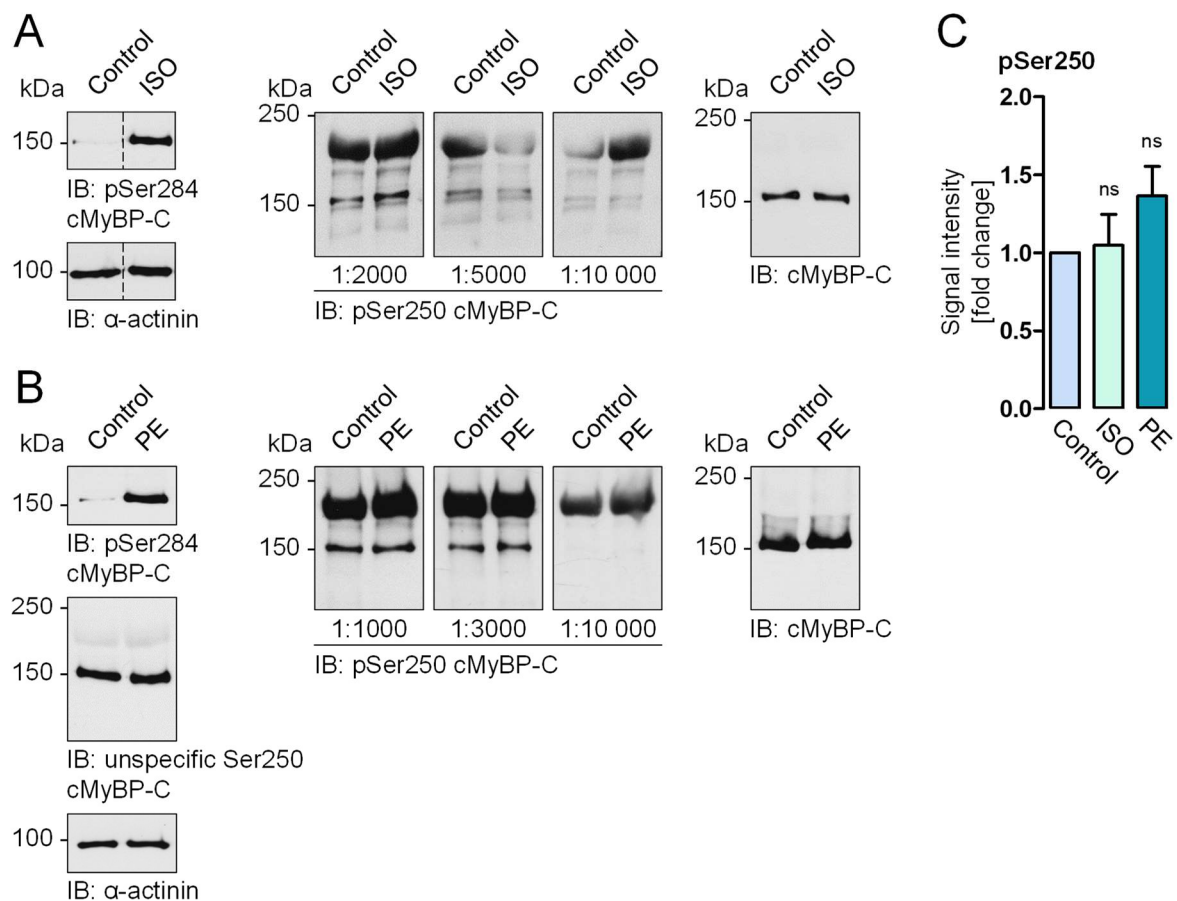 A
kDa
Control
ISO
150
IB: pSer284
cMyBP-C
100
IB: α-actinin
kDa
Control
ISO
Control
ISO
Control
ISO
250
150
1:2000
1:5000
1:10 000
IB: pSer250 cMyBP-C
kDa
Control
ISO
250
150
IB: cMyBP-C
B
kDa
Control
PE
150
IB: pSer284
cMyBP-C
250
150
IB: unspecific Ser250
cMyBP-C
100
IB: α-actinin
kDa
Control
PE
Control
PE
Control
PE
250
150
1:1000
1:3000
1:10 000
IB: pSer250 cMyBP-C
kDa
Control
PE
250
150
IB: cMyBP-C
C
pSer250
Signal intensity
[fold change]
2.0
1.5
1.0
0.5
0.0
ns
ns
Control
ISO
PE